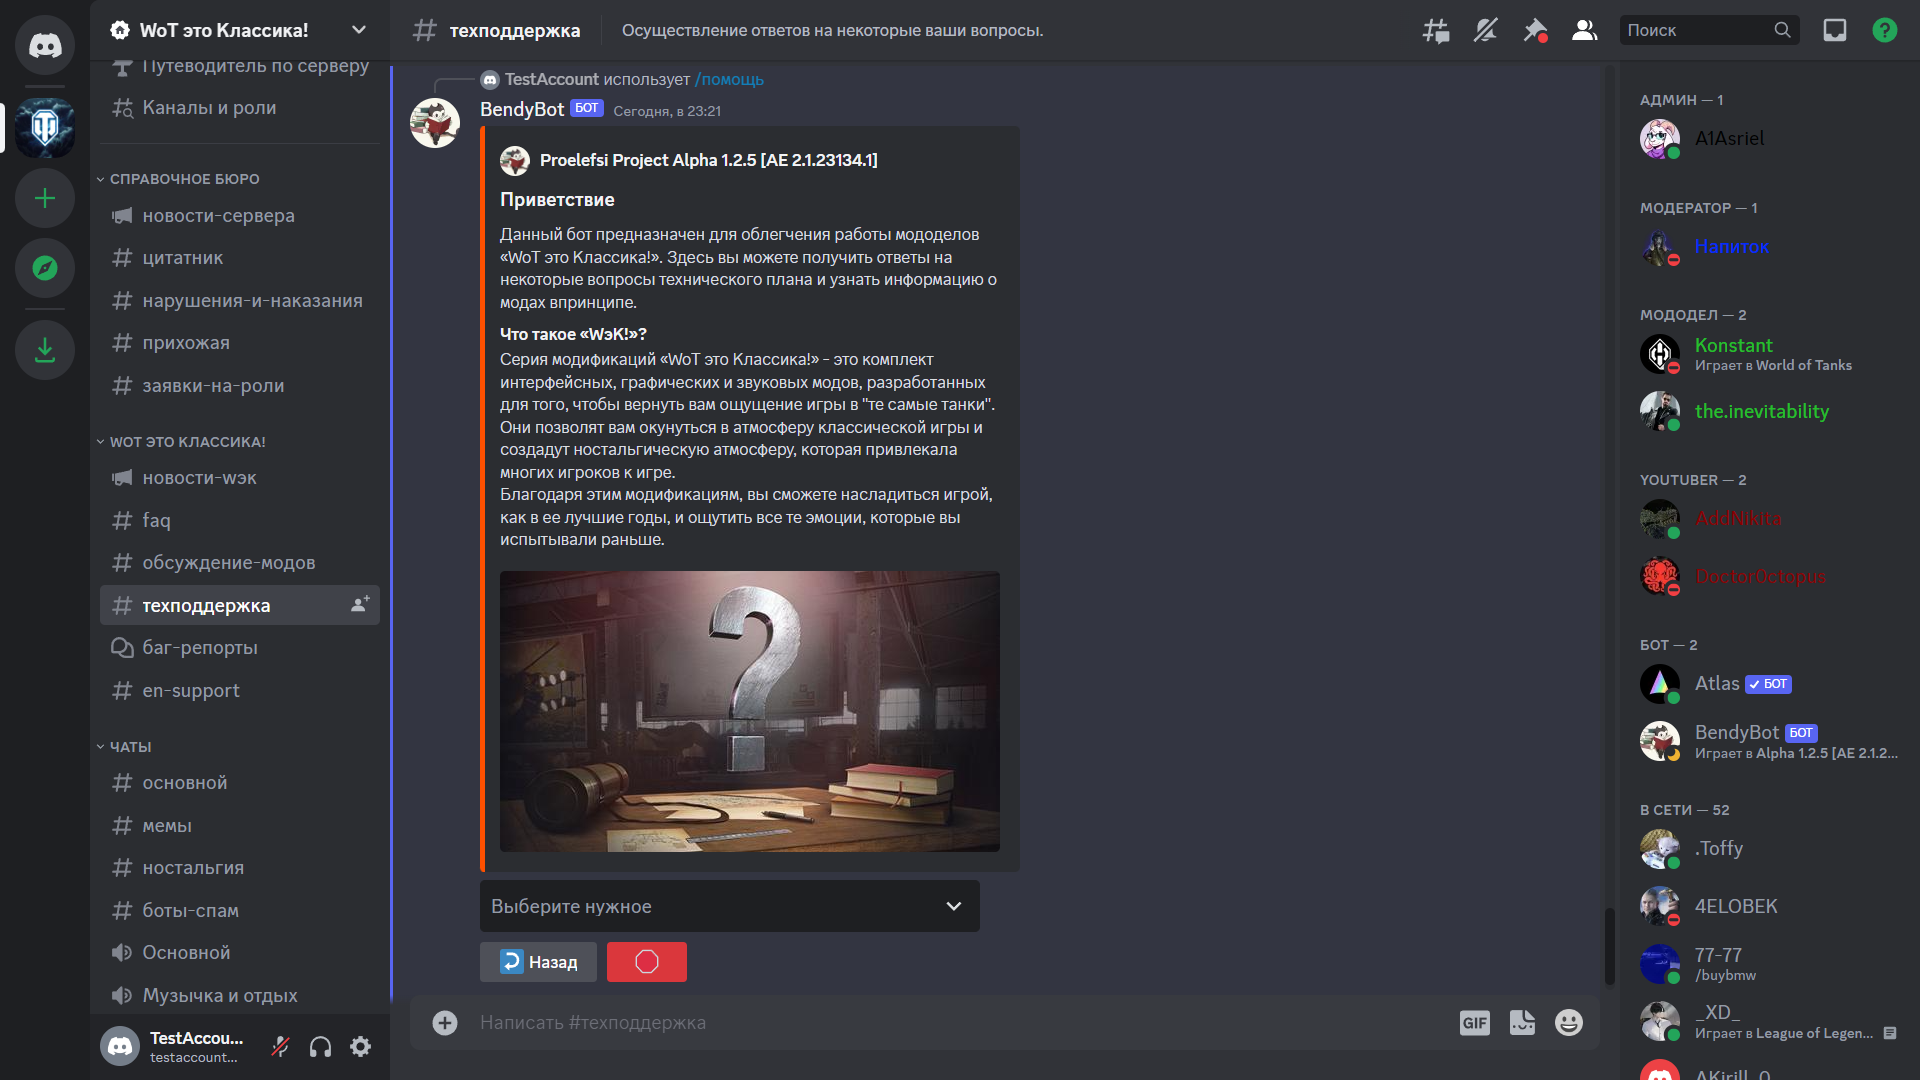 WoT это Классика!
Путеводитель по серверу
Каналы и роли
СПРАВОЧНОЕ БЮРО
новости-сервера
цитатник
нарушения-и-наказания
прихожая
заявки-на-роли
WOT ЭТО КЛАССИКА!
новости-wэк
faq
обсуждение-модов
техподдержка
баг-репорты
en-support
ЧАТЫ
основной
мемы
ностальгия
боты-спам
Основной
Музычка и отдых
TestAccou...
testaccount...
техподдержка
Осуществление ответов на некоторые ваши вопросы.
Поиск
TestAccount использует /помощь
BendyBot БОТ Сегодня, в 23:21
Proelefsi Project Alpha 1.2.5 [AE 2.1.23134.1]
Приветствие
Данный бот предназначен для облегчения работы мододелов
«WoT это Классика!». Здесь вы можете получить ответы на
некоторые вопросы технического плана и узнать информацию о
модах впринципе.
Что такое «WэК!»?
Серия модификаций «WoT это Классика!» - это комплект
интерфейсных, графических и звуковых модов, разработанных
для того, чтобы вернуть вам ощущение игры в "те самые танки".
Они позволят вам окунуться в атмосферу классической игры и
создадут ностальгическую атмосферу, которая привлекала
многих игроков к игре.
Благодаря этим модификациям, вы сможете насладиться игрой,
как в ее лучшие годы, и ощутить все те эмоции, которые вы
испытывали раньше.
?
Выберите нужное
Назад
Написать #техподдержка
GIF
АДМИН — 1
A1Asriel
МОДЕРАТОР — 1
Напиток
МОДОДЕЛ — 2
Konstant
Играет в World of Tanks
the.inevitability
YOUTUBER — 2
AddNikita
DoctorOctopus
БОТ — 2
Atlas БОТ
BendyBot БОТ
Играет в Alpha 1.2.5 [AE 2.1.2...
В СЕТИ — 52
.Toffy
4ELOBEK
77-77
/buybmw
_XD_
Играет в League of Legen...
AKirill_0